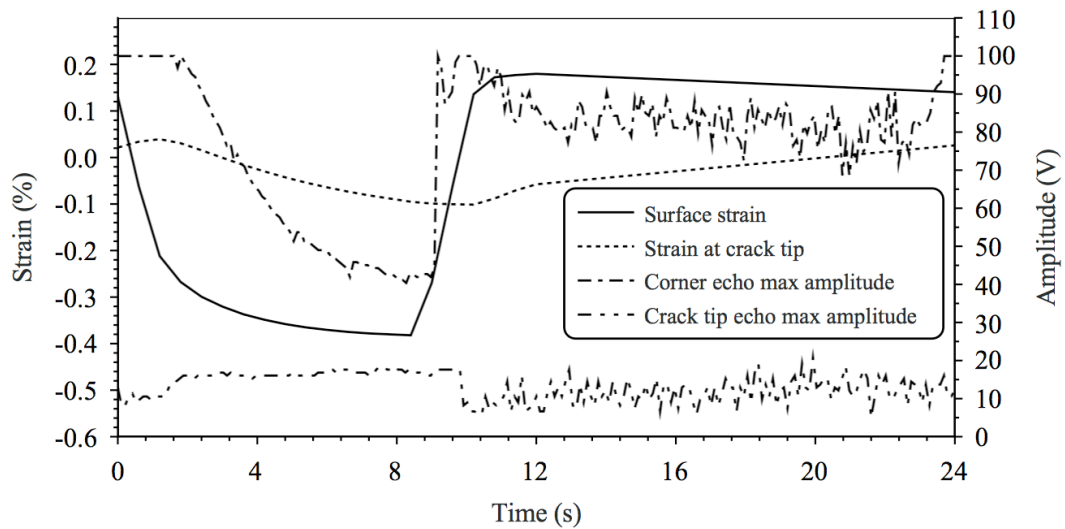 110
0.2
100
0.1
90
0.0
80
-0.1
70
-0.2
60
-0.3
50
-0.4
40
-0.5
30
-0.6
20
10
0
Strain (%)
Amplitude (V)
Surface strain
Strain at crack tip
Corner echo max amplitude
Crack tip echo max amplitude
0 4 8 12 16 20 24
Time (s)